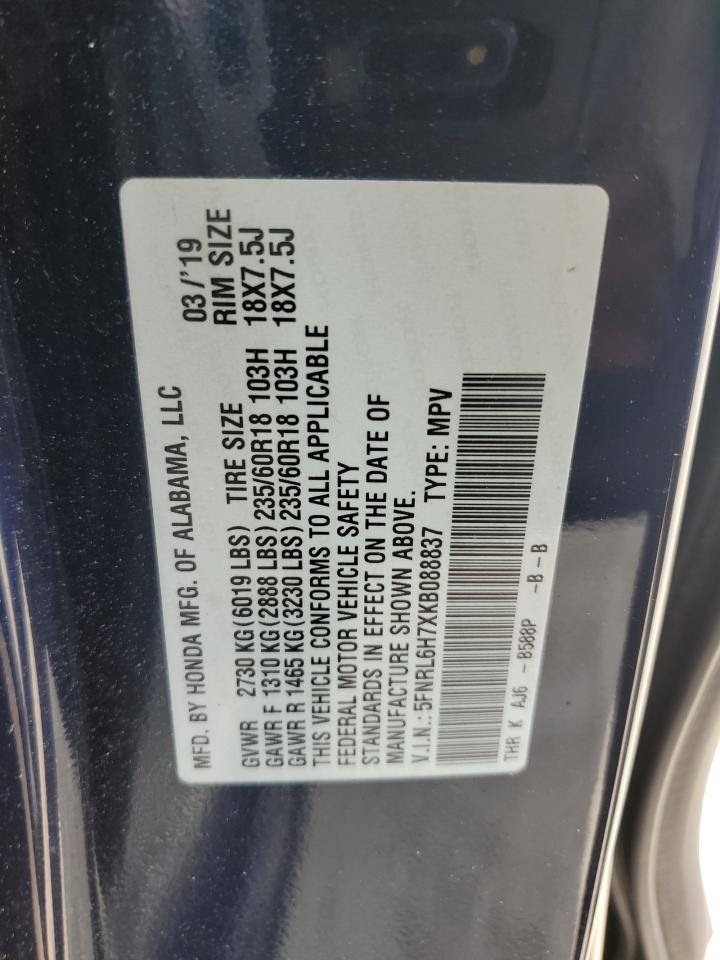 MFD. BY HONDA MFG. OF ALABAMA, LLC 03/'19
GVWR 2730 KG(6019 LBS) TIRE SIZE RIM SIZE
GAWR F 1310 KG(2888 LBS) 235/60R18 103H 18X7.5J
GAWR R 1465 KG(3230 LBS) 235/60R18 103H 18X7.5J
THIS VEHICLE CONFORMS TO ALL APPLICABLE
FEDERAL MOTOR VEHICLE SAFETY
STANDARDS IN EFFECT ON THE DATE OF
MANUFACTURE SHOWN ABOVE.
V.I.N.:5FNRL6H7XKB088837 TYPE: MPV
THR K AJ6 - B588P -B-B